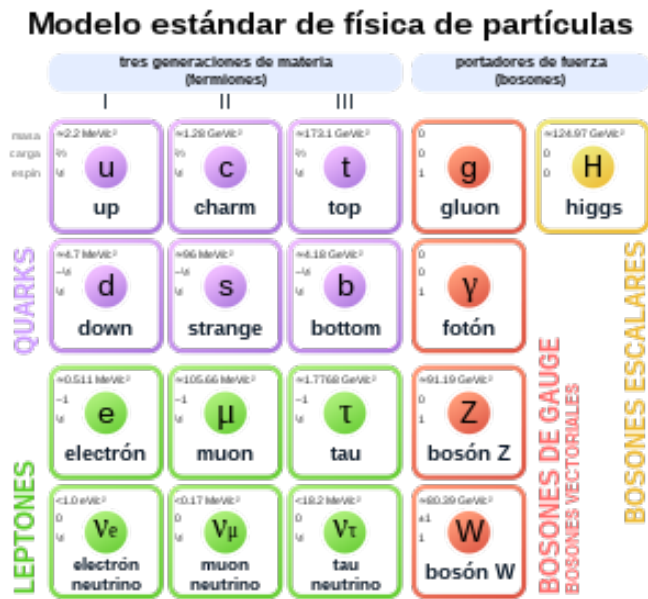 Modelo estándar de física de partículas
tres generaciones de materia
(fermiones)
portadores de fuerza
(bosones)
I
II
III
masa
carga
espín
≈2.2 MeV/c²
u
up
≈1.28 GeV/c²
c
charm
≈173.1 GeV/c²
t
top
0
0
1
g
gluon
≈124.97 GeV/c²
0
0
H
higgs
QUARKS
≈4.7 MeV/c²
d
down
≈96 MeV/c²
s
strange
≈4.18 GeV/c²
b
bottom
0
0
1
γ
fotón
≈0.511 MeV/c²
−1
e
electrón
≈105.66 MeV/c²
−1
μ
muon
≈1.7768 GeV/c²
−1
τ
tau
≈91.19 GeV/c²
0
1
Z
bosón Z
LEPTONES
<1.0 eV/c²
0
νe
electrón
neutrino
<0.17 MeV/c²
0
νμ
muon
neutrino
<18.2 MeV/c²
0
ντ
tau
neutrino
≈80.39 GeV/c²
±1
1
W
bosón W
BOSONES DE GAUGE
BOSONES VECTORIALES
BOSONES ESCALARES